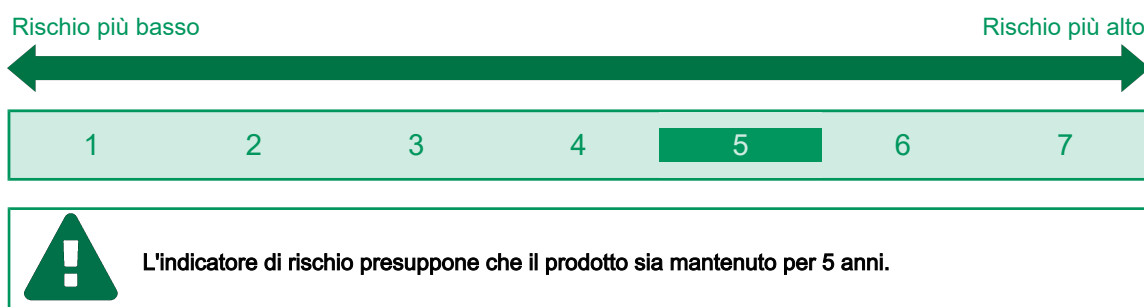 Rischio più basso Rischio più alto
1 2 3 4 5 6 7
L'indicatore di rischio presuppone che il prodotto sia mantenuto per 5 anni.